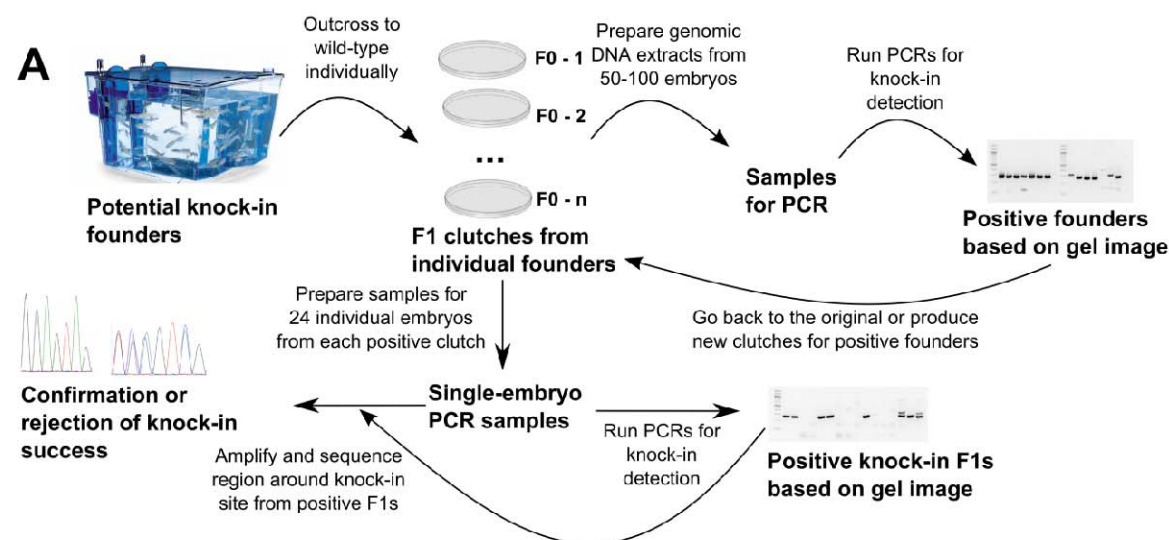 A
Outcross to
wild-type
individually
F0 - 1
F0 - 2
...
F0 - n
Prepare genomic
DNA extracts from
50-100 embryos
Run PCRs for
knock-in
detection
Potential knock-in
founders
F1 clutches from
individual founders
Samples
for PCR
Positive founders
based on gel image
Prepare samples for
24 individual embryos
from each positive clutch
Go back to the original or produce
new clutches for positive founders
Confirmation or
rejection of knock-in
success
Single-embryo
PCR samples
Run PCRs for
knock-in
detection
Positive knock-in F1s
based on gel image
Amplify and sequence
region around knock-in
site from positive F1s